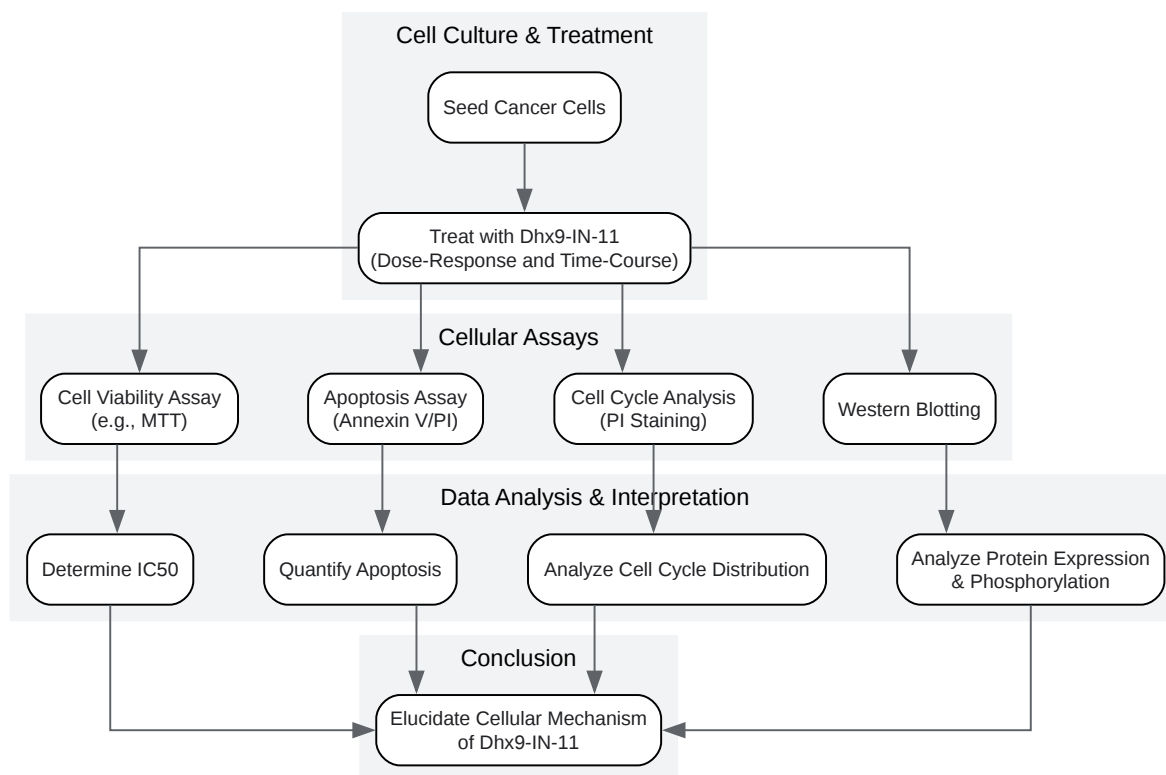 Cell Culture & Treatment
Seed Cancer Cells
Treat with Dhx9-IN-11
(Dose-Response and Time-Course)
Cellular Assays
Cell Viability Assay
(e.g., MTT)
Apoptosis Assay
(Annexin V/PI)
Cell Cycle Analysis
(PI Staining)
Western Blotting
Data Analysis & Interpretation
Determine IC50
Quantify Apoptosis
Analyze Cell Cycle Distribution
Analyze Protein Expression
& Phosphorylation
Conclusion
Elucidate Cellular Mechanism
of Dhx9-IN-11